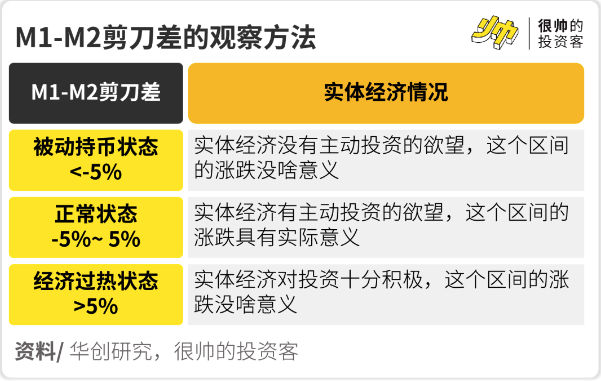 M1-M2剪刀差的观察方法
很帅的
投资客
M1-M2剪刀差
实体经济情况
被动持币状态
<-5%
实体经济没有主动投资的欲望，这个区间
的涨跌没啥意义
正常状态
-5%~ 5%
实体经济有主动投资的欲望，这个区间的
涨跌具有实际意义
经济过热状态
>5%
实体经济对投资十分积极，这个区间的涨
跌没啥意义
资料/ 华创研究，很帅的投资客